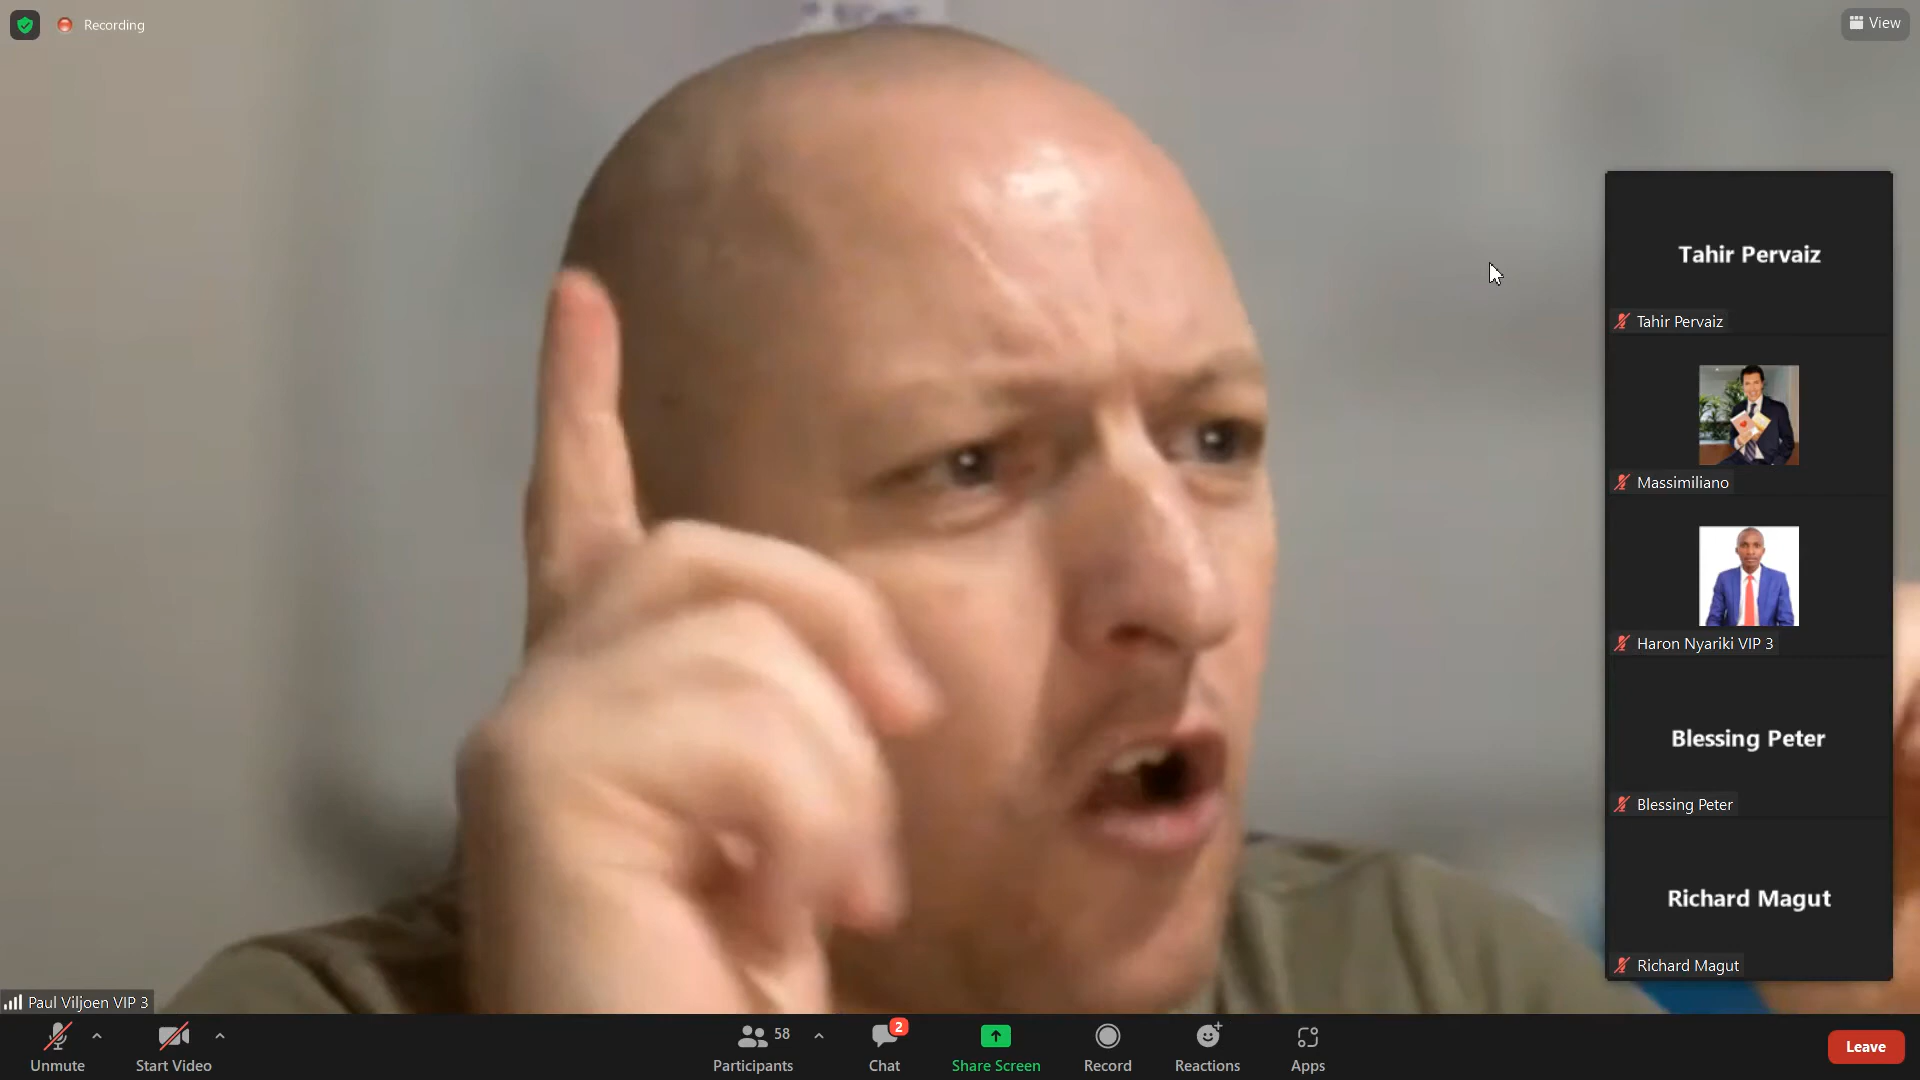 Recording
View
Tahir Pervaiz
Tahir Pervaiz
Massimiliano
Haron Nyariki VIP 3
Blessing Peter
Blessing Peter
Richard Magut
Richard Magut
Paul Viljoen VIP 3
Unmute
Start Video
58
Participants
2
Chat
Share Screen
Record
Reactions
Apps
Leave